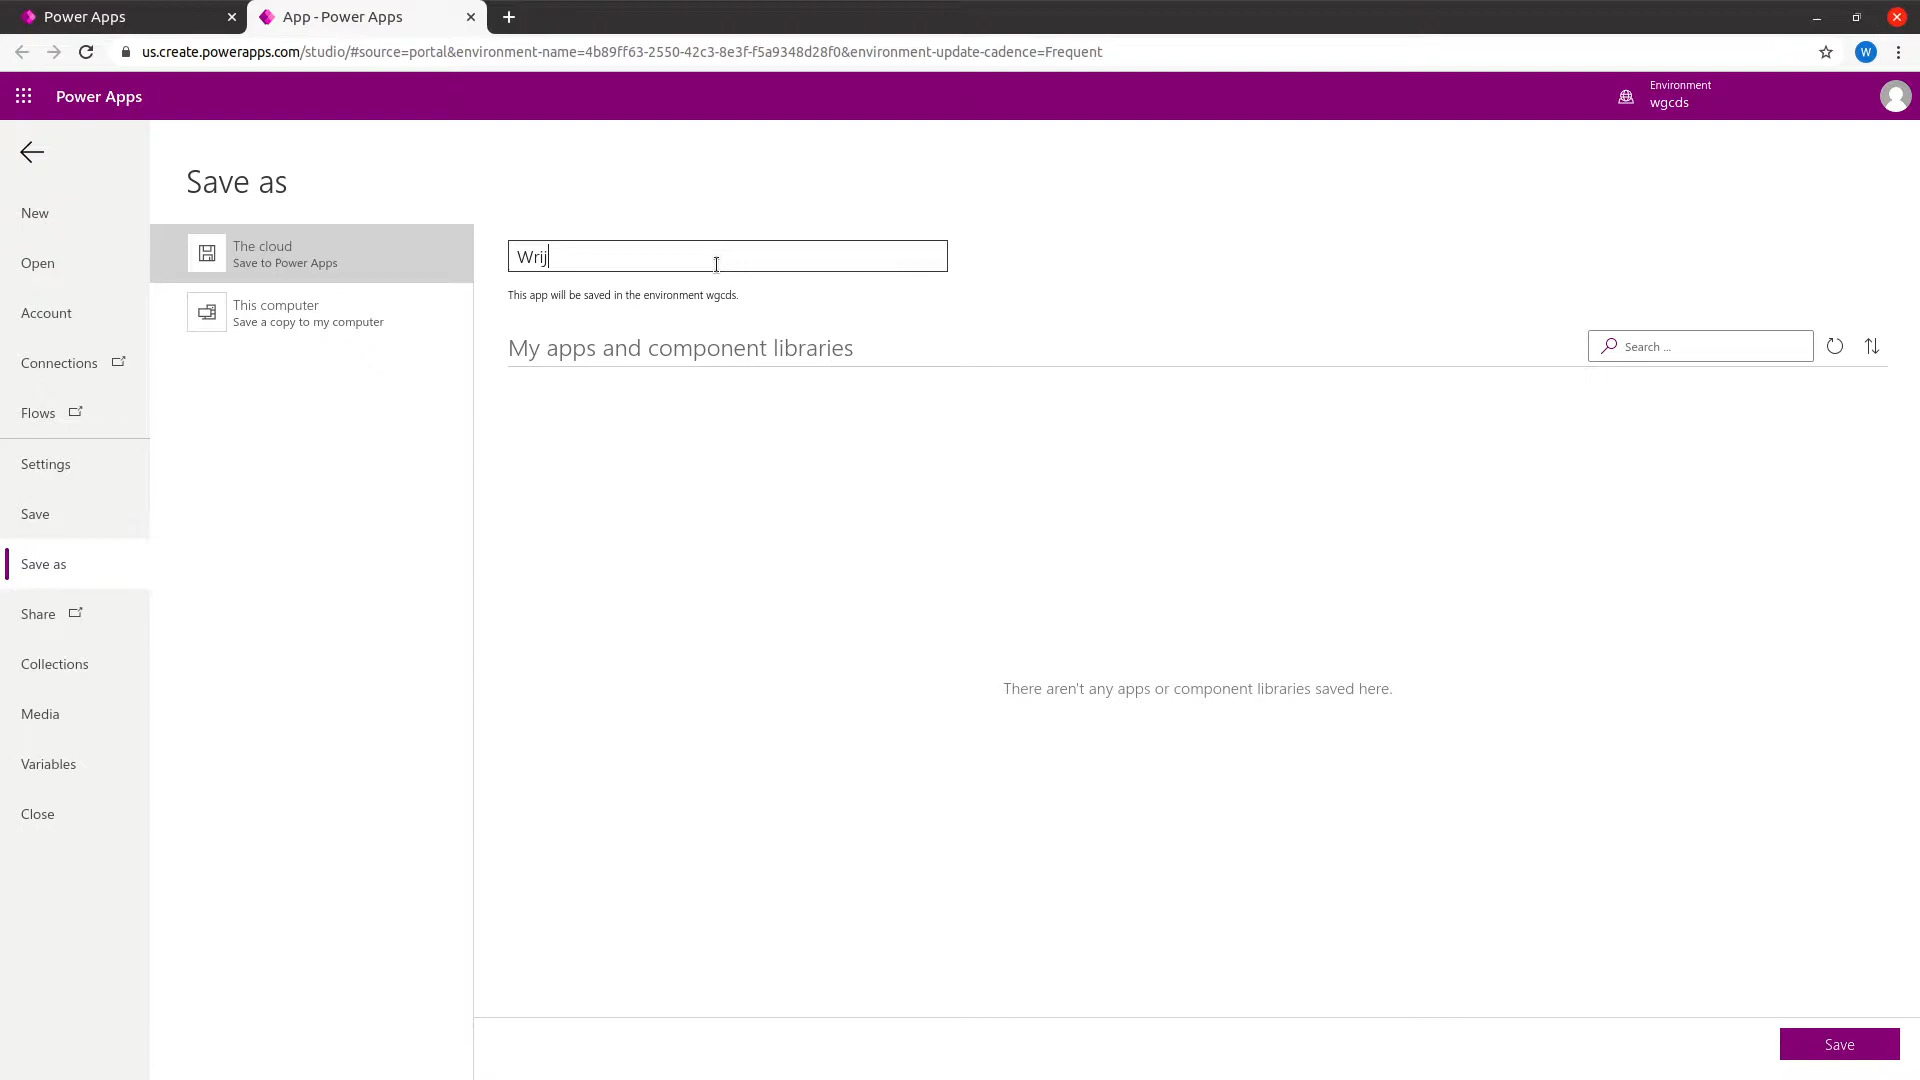 Power Apps
App - Power Apps
us.create.powerapps.com/studio/#source=portal&environment-name=4b89ff63-2550-42c3-8e3f-f5a9348d28f0&environment-update-cadence=Frequent
W
Power Apps
Environment
wgcds
Save as
New
Open
Account
Connections
Flows
Settings
Save
Save as
Share
Collections
Media
Variables
Close
The cloud
Save to Power Apps
This computer
Save a copy to my computer
Wrij
This app will be saved in the environment wgcds.
My apps and component libraries
Search ...
There aren't any apps or component libraries saved here.
Save